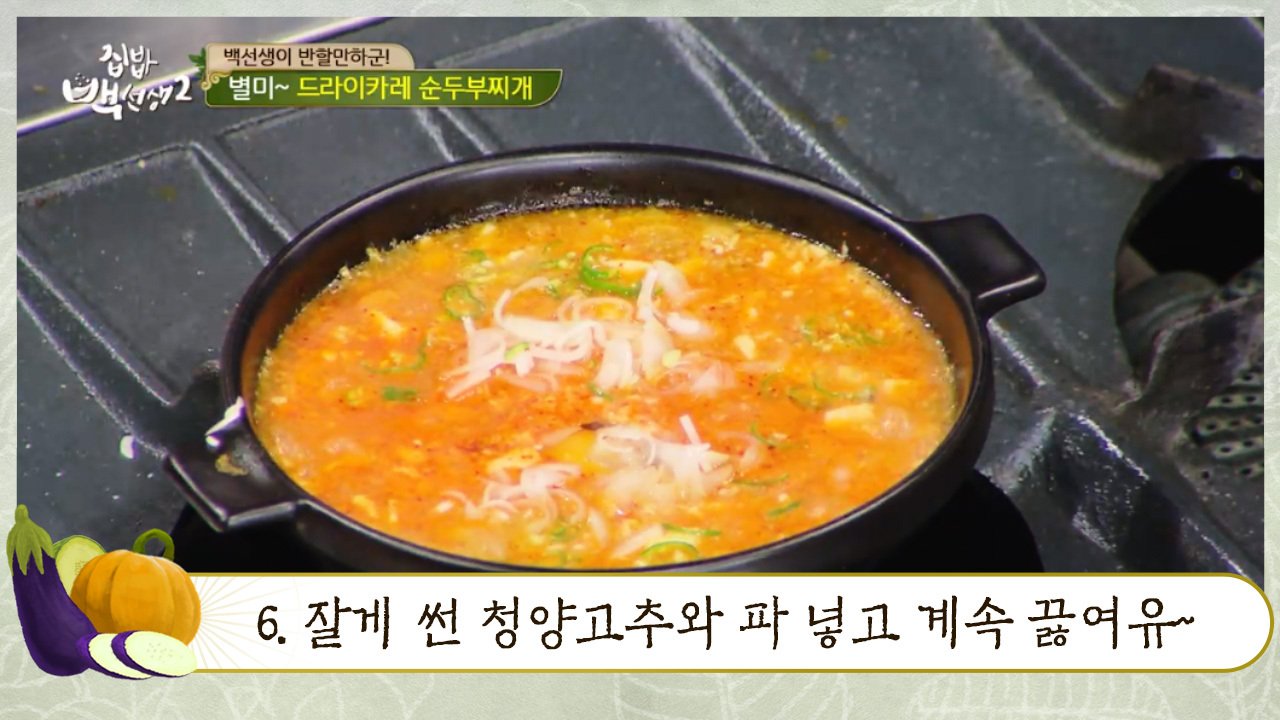 집밥
백선생2
백선생이 반할만하군!
별미~ 드라이카레 순두부찌개
6. 잘게 썬 청양고추와 파 넣고 계속 끓여유~